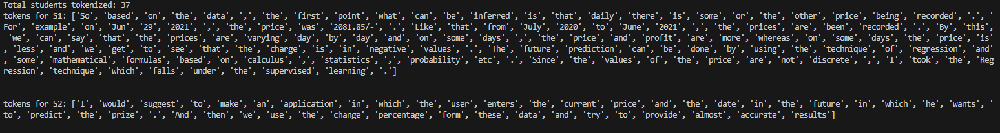 Total students tokenized: 37
tokens for S1: ['So', 'based', 'on', 'the', 'data', ',', 'the', 'first', 'point', 'what', 'can', 'be', 'inferred', 'is', 'that', 'daily', 'there', 'is', 'some', 'or', 'the', 'other', 'price', 'being', 'recorded', '.', '
For', 'example', 'on', 'Jun', '29', '2021', ',', 'the', 'price', 'was', '2081.85/-', '.', 'Like', 'that', 'from', 'July', '2020', 'to', 'June', '2021', ',', 'the', 'prices', 'are', 'been', 'recorded', '.', 'By', 'this',
'we', 'can', 'say', 'that', 'the', 'prices', 'are', 'varying', 'day', 'by', 'day', 'and', 'on', 'some', 'days', ',', 'the', 'price', 'and', 'profit', 'are', 'more', 'whereas', 'on', 'some', 'days', 'the', 'price', 'is'
, 'less', 'and', 'we', 'get', 'to', 'see', 'that', 'the', 'charge', 'is', 'in', 'negative', 'values', '.', 'The', 'future', 'prediction', 'can', 'be', 'done', 'by', 'using', 'the', 'technique', 'of', 'regression', 'and'
, 'some', 'mathematical', 'formulas', 'based', 'on', 'calculus', ',', 'statistics', ',', 'probability', 'etc', '.', 'Since', 'the', 'values', 'of', 'the', 'price', 'are', 'not', 'discrete', ',', 'I', 'took', 'the', 'Reg
ression', 'technique', 'which', 'falls', 'under', 'the', 'supervised', 'learning', '.']
tokens for S2: ['I', 'would', 'suggest', 'to', 'make', 'an', 'application', 'in', 'which', 'the', 'user', 'enters', 'the', 'current', 'price', 'and', 'the', 'date', 'in', 'the', 'future', 'in', 'which', 'he', 'wants', '
to', 'predict', 'the', 'prize', '.', 'And', 'then', 'we', 'use', 'the', 'change', 'percentage', 'form', 'these', 'data', 'and', 'try', 'to', 'provide', 'almost', 'accurate', 'results']